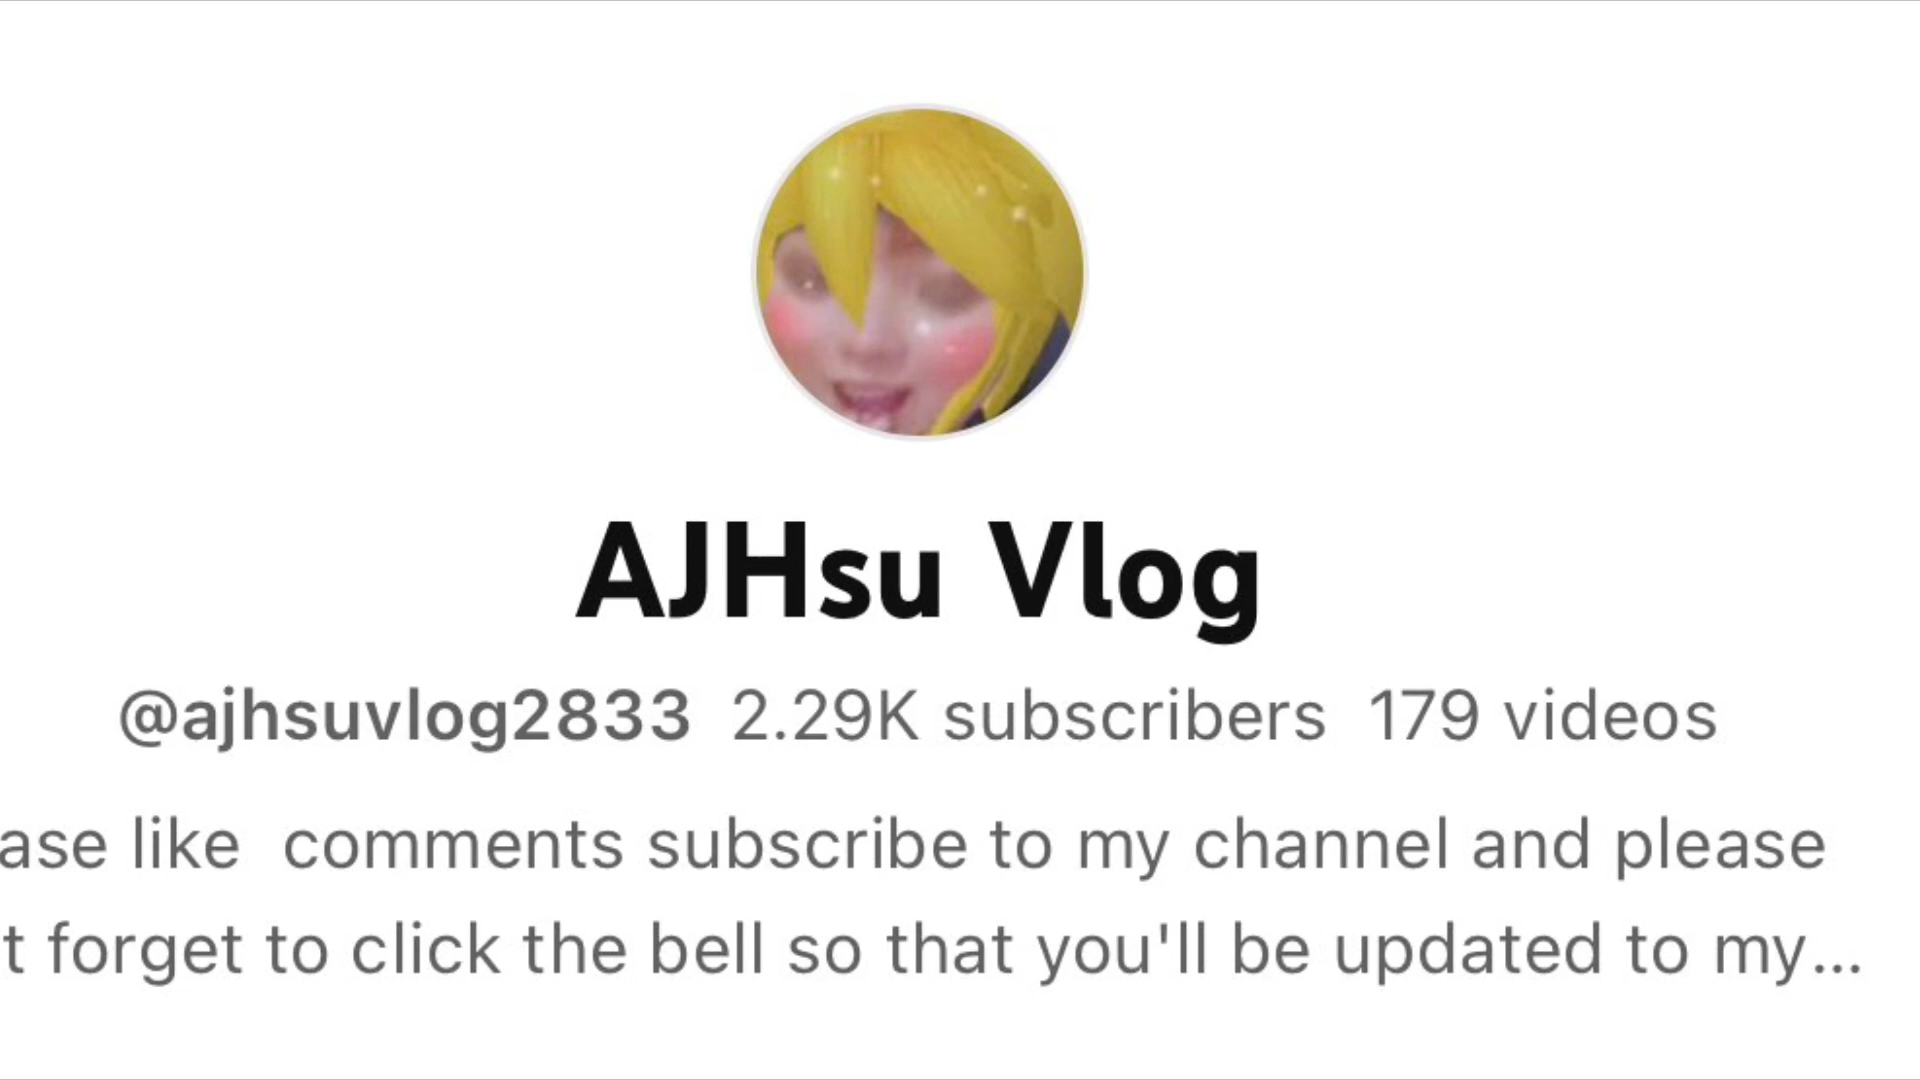 AJHsu Vlog
@ajhsuvlog2833 2.29K subscribers 179 videos
ase like comments subscribe to my channel and please
t forget to click the bell so that you'll be updated to my...